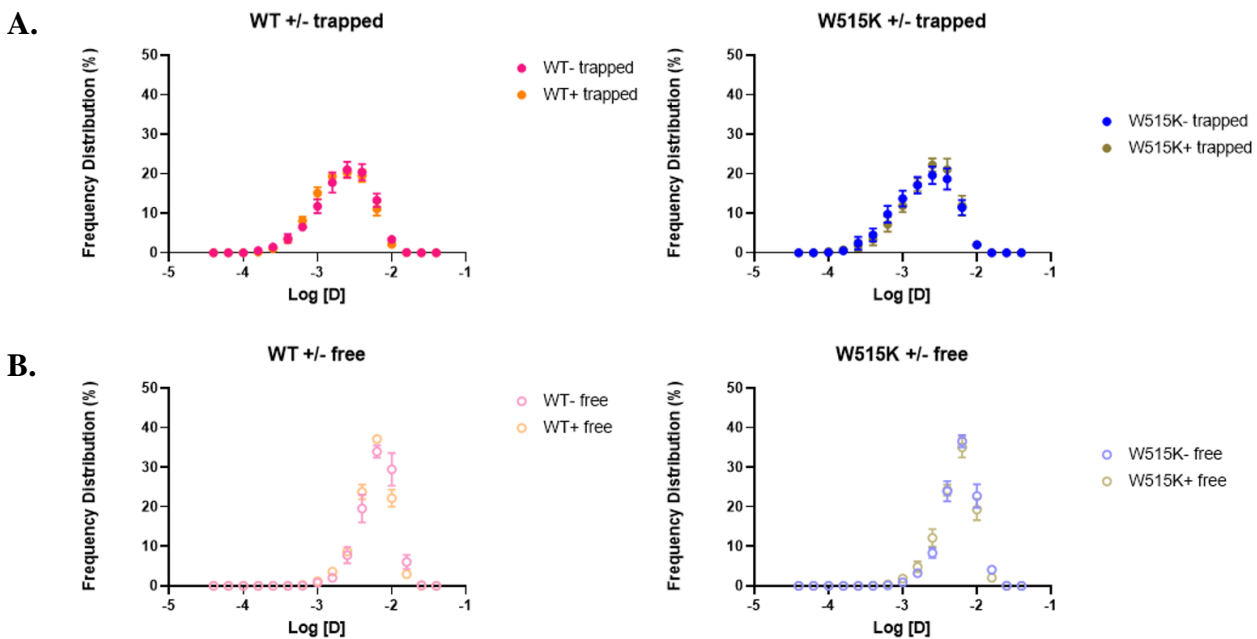 A.
WT +/- trapped
Frequency Distribution (%)
50
40
30
20
10
0
-5
-4
-3
-2
-1
Log [D]
WT- trapped
WT+ trapped
W515K +/- trapped
Frequency Distribution (%)
50
40
30
20
10
0
-5
-4
-3
-2
-1
Log [D]
W515K- trapped
W515K+ trapped
B.
WT +/- free
Frequency Distribution (%)
50
40
30
20
10
0
-5
-4
-3
-2
-1
Log [D]
WT- free
WT+ free
W515K +/- free
Frequency Distribution (%)
50
40
30
20
10
0
-5
-4
-3
-2
-1
Log [D]
W515K- free
W515K+ free